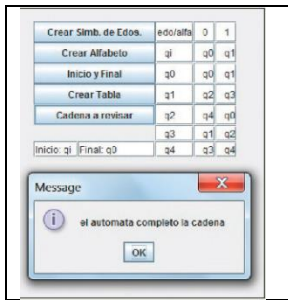 Crear Simb. de Edos. edo/alfa 0 1
Crear Alfabeto qi q0 q1
Inicio y Final q0 q0 q1
Crear Tabla q1 q2 q3
Cadena a revisar q2 q4 q0
q3 q1 q2
Inicio: qi Final: q0 q4 q3 q4
Message
el automata completo la cadena
OK